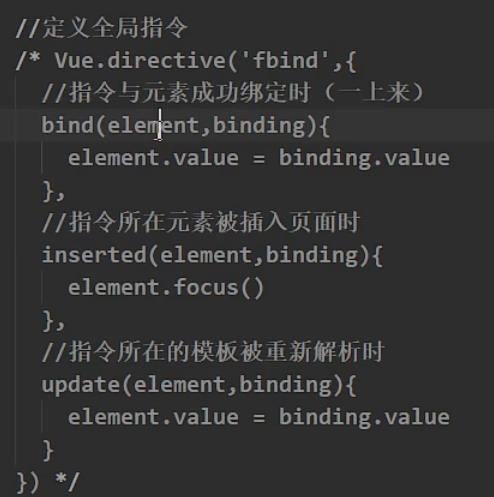 //定义全局指令
/* Vue.directive('fbind',{
//指令与元素成功绑定时（一上来）
bind(element,binding){
element.value = binding.value
},
//指令所在元素被插入页面时
inserted(element,binding){
element.focus()
},
//指令所在的模板被重新解析时
update(element,binding){
element.value = binding.value
}
}) */